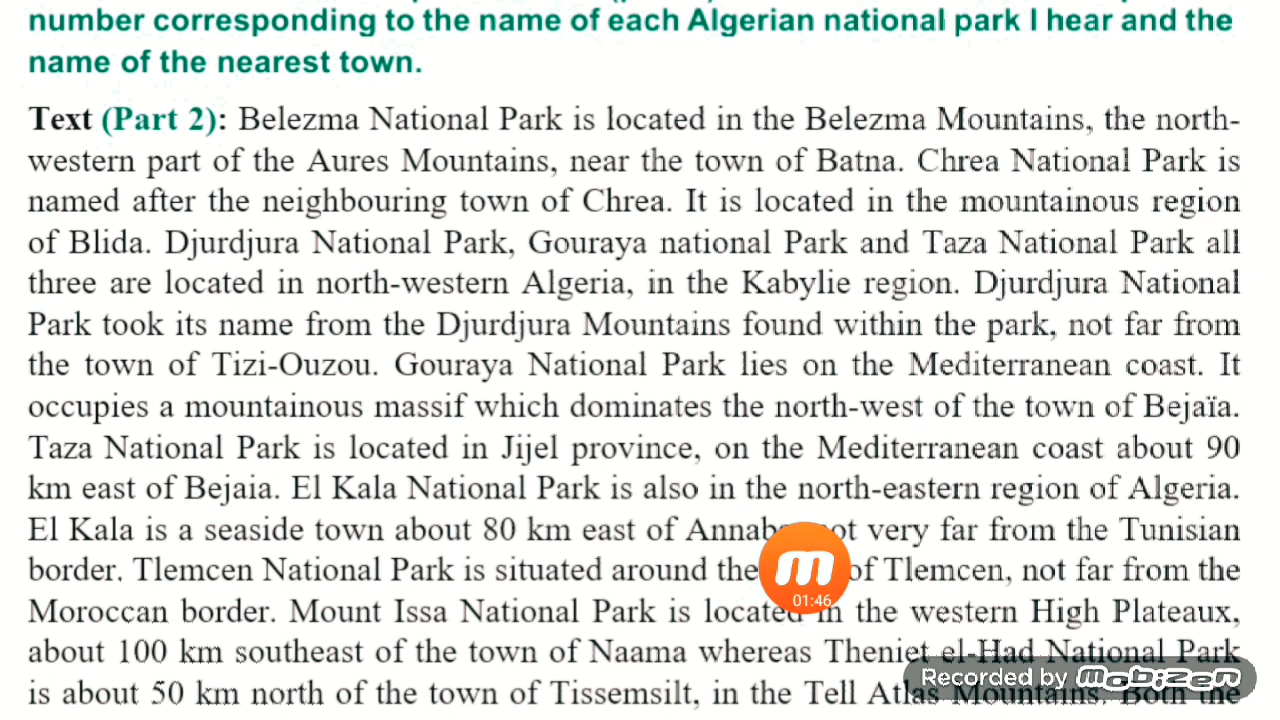 number corresponding to the name of each Algerian national park I hear and the
name of the nearest town.
Text (Part 2): Belezma National Park is located in the Belezma Mountains, the north-
western part of the Aures Mountains, near the town of Batna. Chrea National Park is
named after the neighbouring town of Chrea. It is located in the mountainous region
of Blida. Djurdjura National Park, Gouraya national Park and Taza National Park all
three are located in north-western Algeria, in the Kabylie region. Djurdjura National
Park took its name from the Djurdjura Mountains found within the park, not far from
the town of Tizi-Ouzou. Gouraya National Park lies on the Mediterranean coast. It
occupies a mountainous massif which dominates the north-west of the town of Bejaïa.
Taza National Park is located in Jijel province, on the Mediterranean coast about 90
km east of Bejaia. El Kala National Park is also in the north-eastern region of Algeria.
El Kala is a seaside town about 80 km east of very far from the Tunisian
border. Tlemcen National Park is situated around the of Tlemcen, not far from the
01:46
Moroccan border. Mount Issa National Park is located in the western High Plateaux,
about 100 km southeast of the town of Naama whereas Theniet el-Had National Park
is about 50 km north of the town of Tissemsilt, in the Tell Atlas Mountains. Both the
Recorded by mobizen